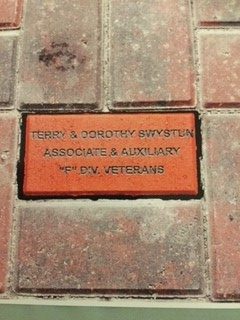 TERRY & DOROTHY SWYSTUN
ASSOCIATE & AUXILIARY
"F" DIV. VETERANS